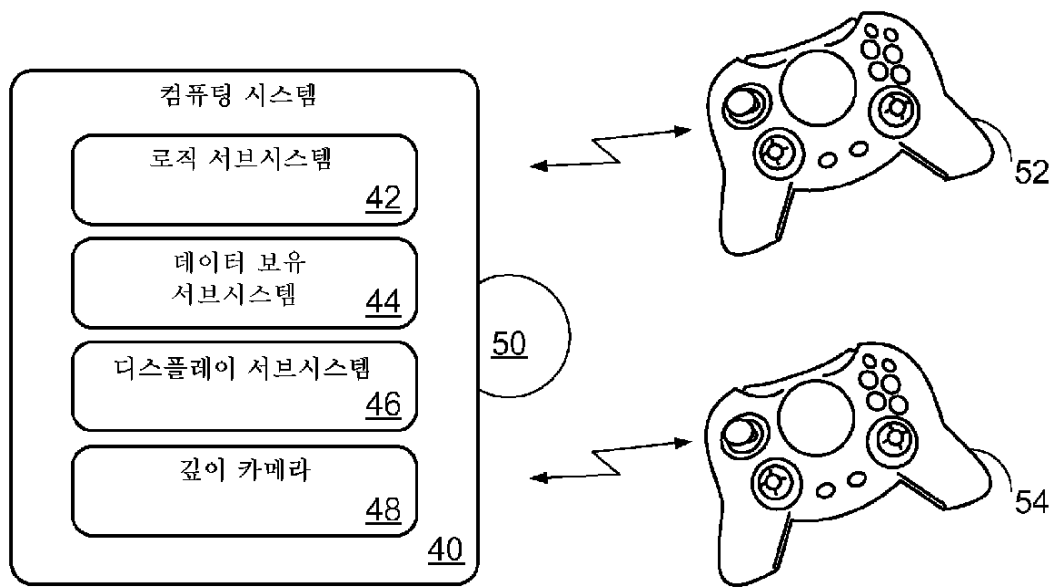 컴퓨팅 시스템
로직 서브시스템
42
데이터 보유
서브시스템
44
디스플레이 서브시스템
46
깊이 카메라
48
40
50
52
54